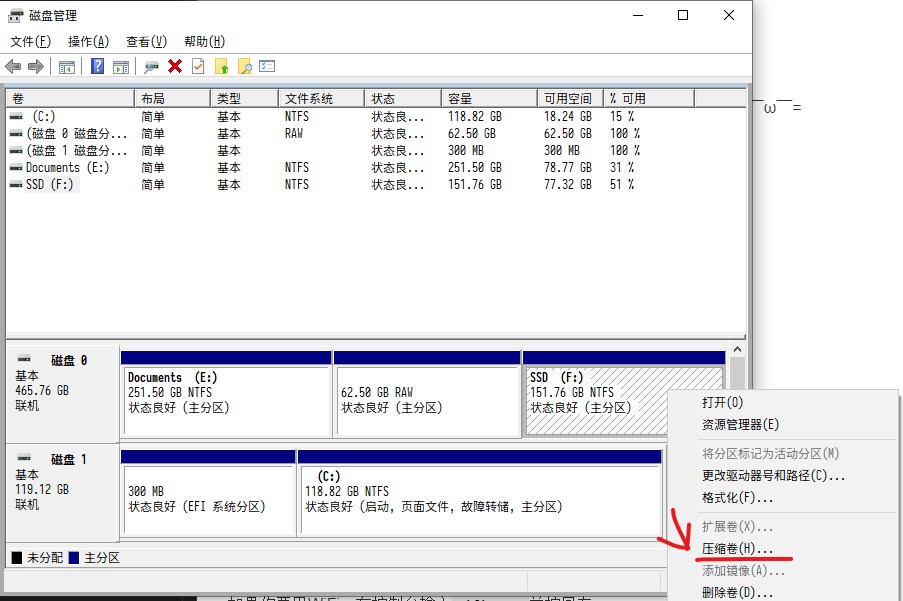 磁盘管理
文件(F) 操作(A) 查看(V) 帮助(H)
卷 布局 类型 文件系统 状态 容量 可用空间 % 可用
(C:) 简单 基本 NTFS 状态良... 118.82 GB 18.24 GB 15 %
(磁盘 0 磁盘分... 简单 基本 RAW 状态良... 62.50 GB 62.50 GB 100 %
(磁盘 1 磁盘分... 简单 基本 状态良... 300 MB 300 MB 100 %
Documents (E:) 简单 基本 NTFS 状态良... 251.50 GB 78.77 GB 31 %
SSD (F:) 简单 基本 NTFS 状态良... 151.76 GB 77.32 GB 51 %
￣ω￣=
磁盘 0
基本
465.76 GB
联机
Documents (E:)
251.50 GB NTFS
状态良好 (主分区)
62.50 GB RAW
状态良好 (主分区)
SSD (F:)
151.76 GB NTFS
状态良好 (主分区)
磁盘 1
基本
119.12 GB
联机
300 MB
状态良好 (EFI 系统分区)
(C:)
118.82 GB NTFS
状态良好 (启动, 页面文件, 故障转储, 主分区)
未分配 主分区
打开(O)
资源管理器(E)
将分区标记为活动分区(M)
更改驱动器号和路径(C)...
格式化(F)...
扩展卷(X)...
压缩卷(H)...
添加镜像(A)...
删除卷(D)...